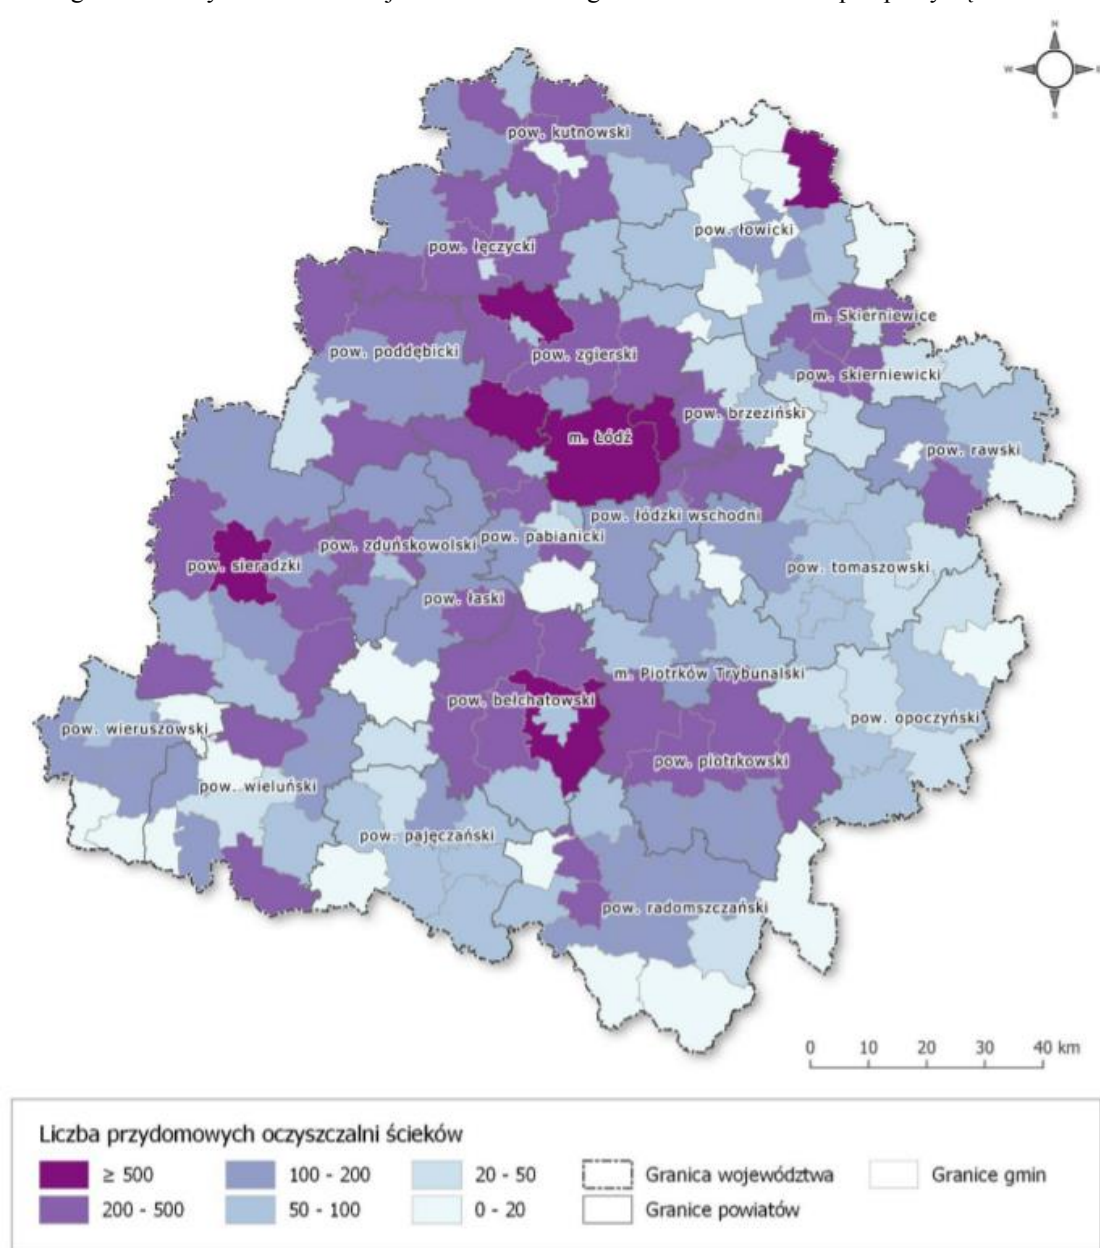 N
W
E
S
pow. kutnowski
pow. łowicki
pow. łęczycki
m. Skierniewice
pow. poddębicki
pow. zgierski
pow. skierniewicki
pow. brzeziński
m. Łódź
pow. rawski
pow. łódzki wschodni
pow. pabianicki
pow. zduńskowolski
pow. sieradzki
pow. tomaszowski
pow. łaski
m. Piotrków Trybunalski
pow. bełchatowski
pow. opoczyński
pow. wieruszowski
pow. piotrkowski
pow. wieluński
pow. pajęczański
pow. radomszczański
0 10 20 30 40 km
Liczba przydomowych oczyszczalni ścieków
≥ 500 100 - 200 20 - 50 Granica województwa Granice gmin
200 - 500 50 - 100 0 - 20 Granice powiatów